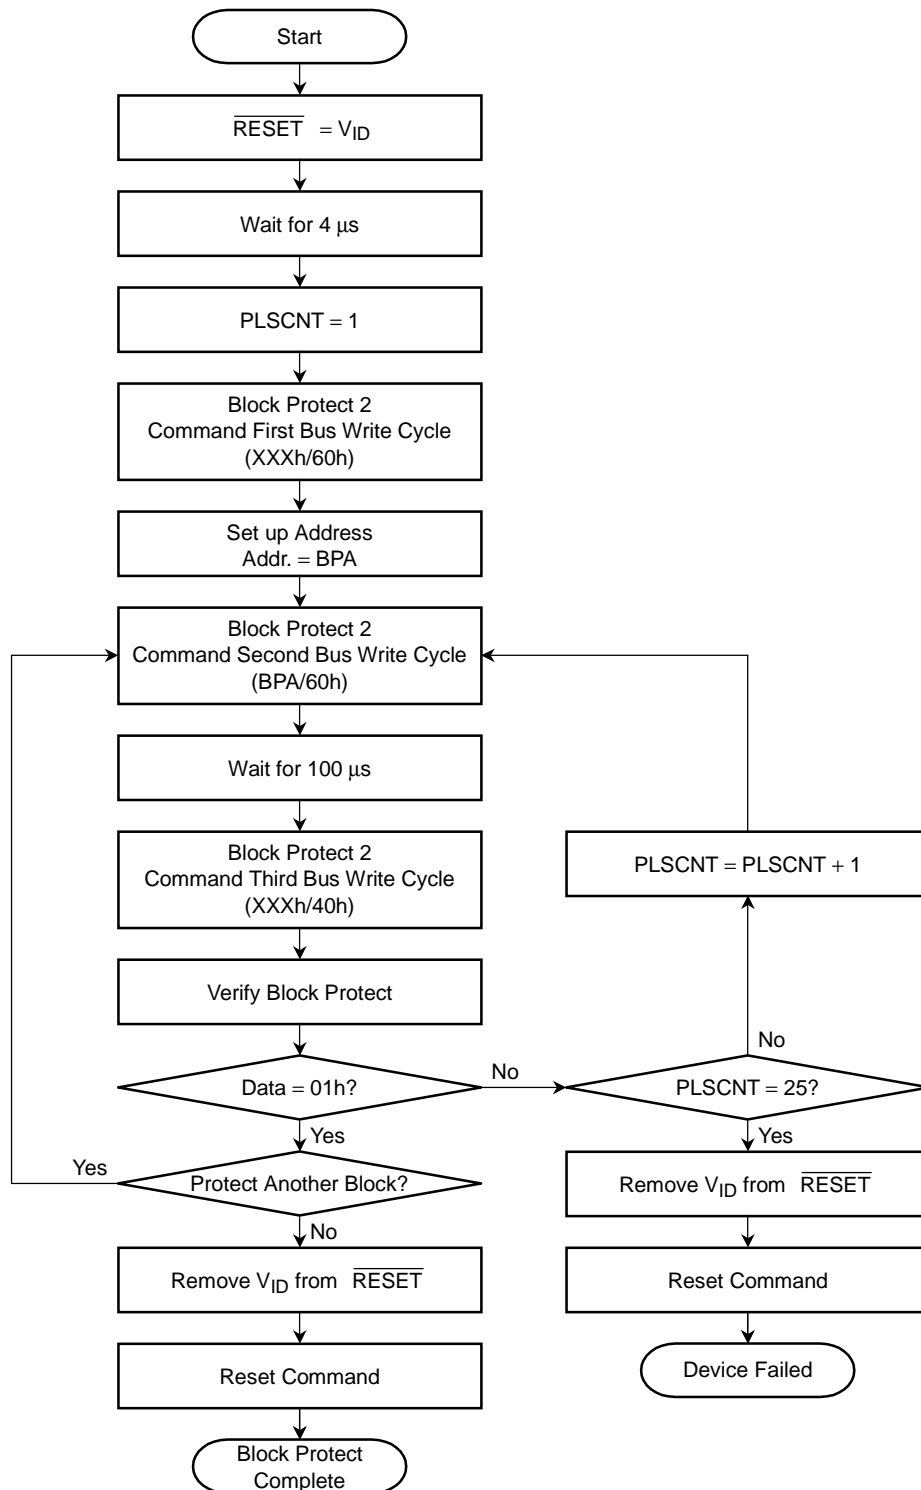 Start
RESET = VID
Wait for 4 μs
PLSCNT = 1
Block Protect 2
Command First Bus Write Cycle
(XXXh/60h)
Set up Address
Addr. = BPA
Block Protect 2
Command Second Bus Write Cycle
(BPA/60h)
Wait for 100 μs
Block Protect 2
Command Third Bus Write Cycle
(XXXh/40h)
PLSCNT = PLSCNT + 1
Verify Block Protect
No
Data = 01h?
No
PLSCNT = 25?
Yes
Yes
Yes
Protect Another Block?
Remove VID from RESET
No
Remove VID from RESET
Reset Command
Reset Command
Device Failed
Block Protect
Complete